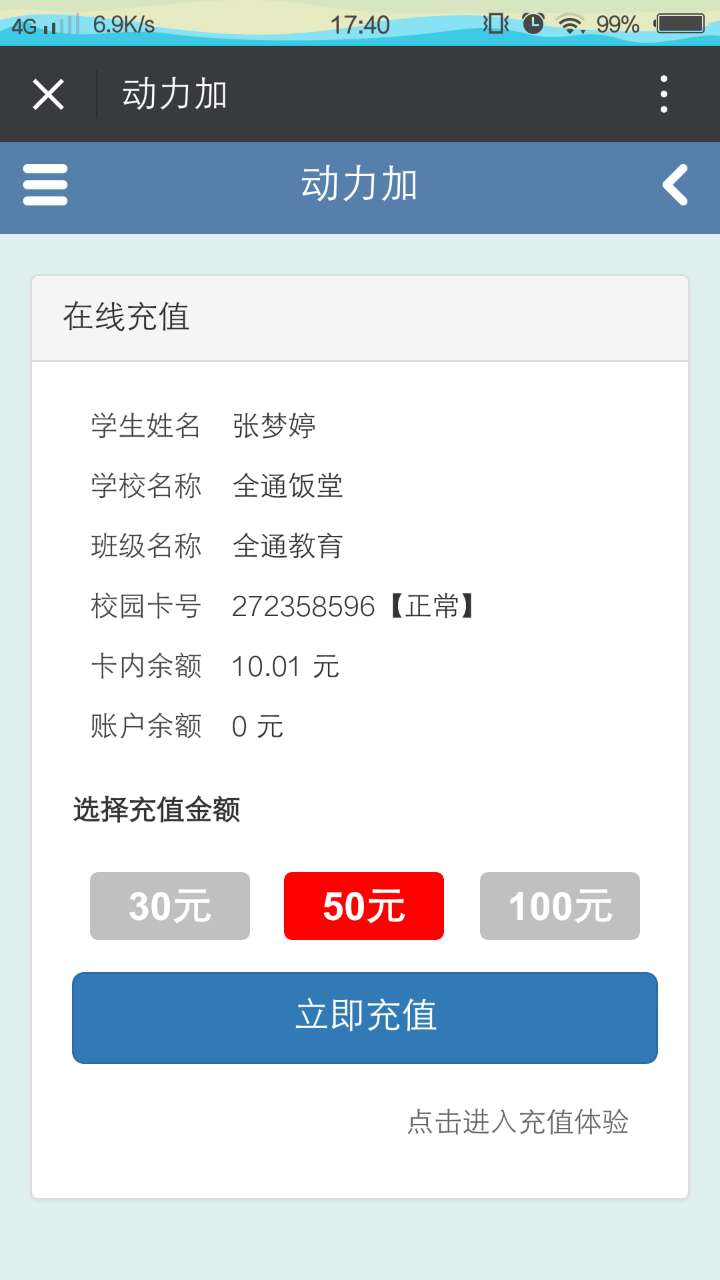 4G 6.9K/s 17:40 99%
动力加
动力加
在线充值
学生姓名 张梦婷
学校名称 全通饭堂
班级名称 全通教育
校园卡号 272358596【正常】
卡内余额 10.01 元
账户余额 0 元
选择充值金额
30元 50元 100元
立即充值
点击进入充值体验